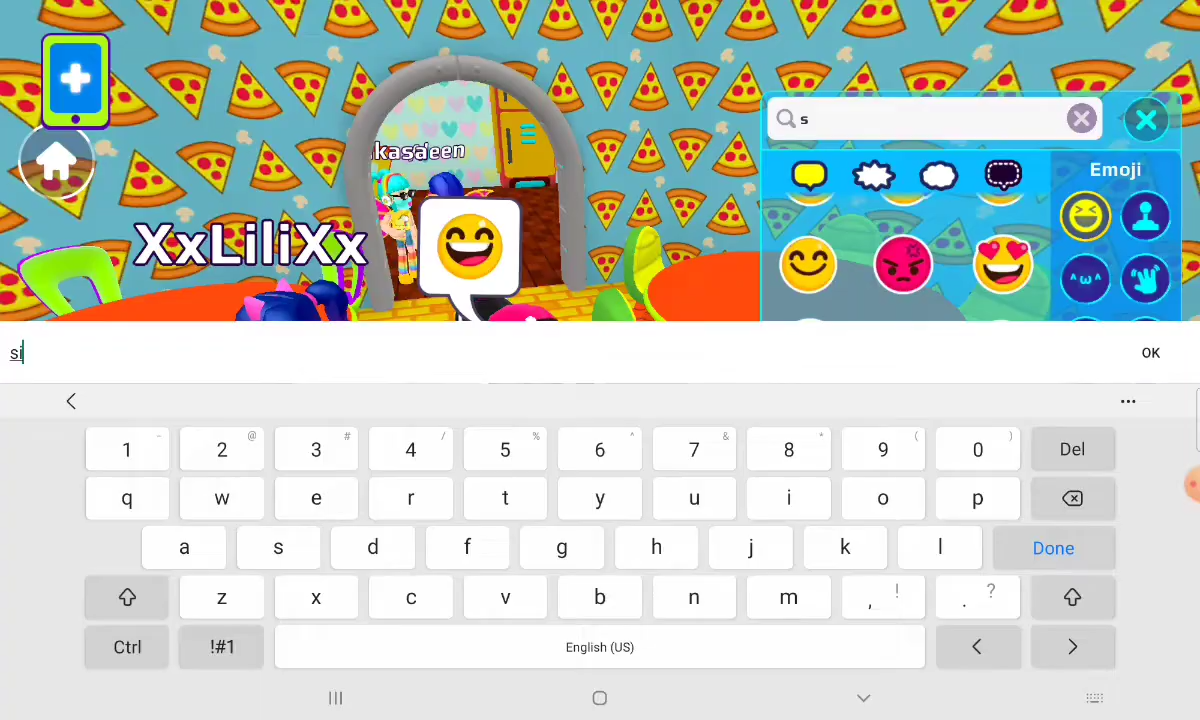 s
Emoji
kasaeen
XxLiliXx
^ω^
si
OK
1 - 2 @ 3 # 4 / 5 % 6 ^ 7 & 8 * 9 ( 0 ) Del
q w e r t y u i o p
a s d f g h j k l Done
z x c v b n m , ! . ?
Ctrl !#1 English (US) < >